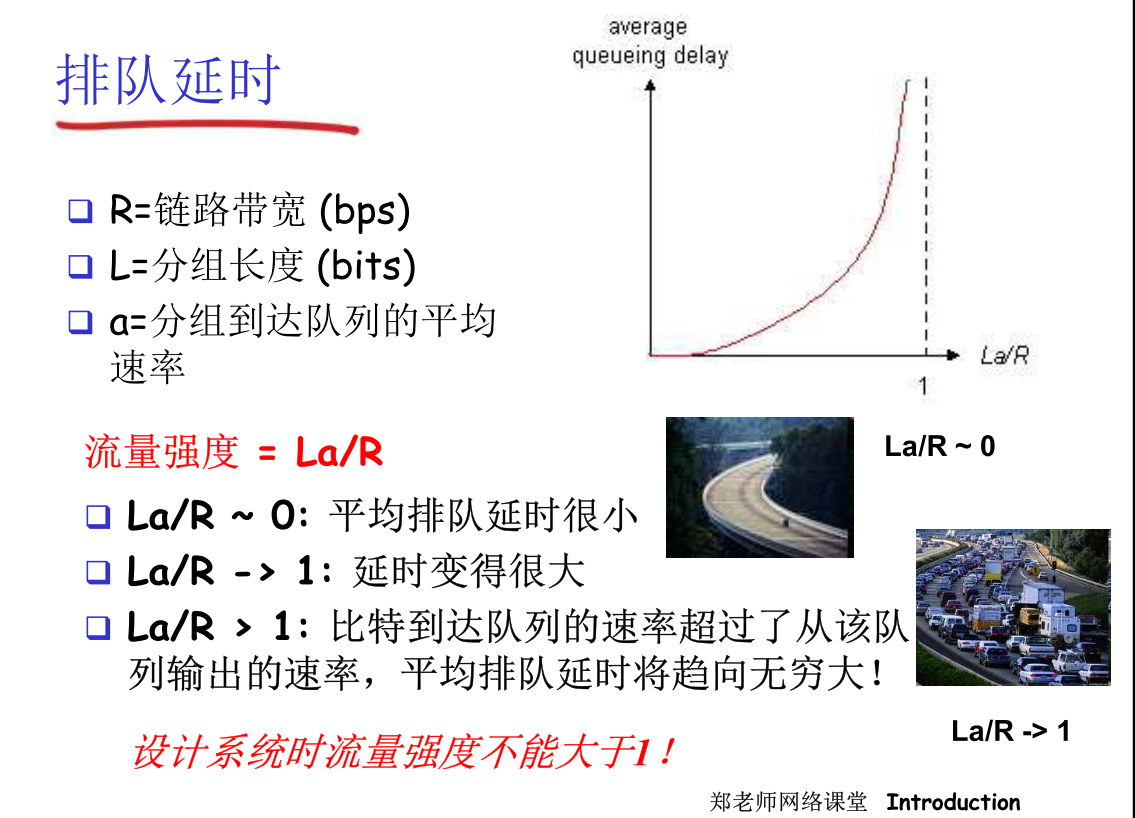 排队延时
average
queueing delay
R=链路带宽 (bps)
L=分组长度 (bits)
a=分组到达队列的平均
速率
La/R
1
流量强度 = La/R
La/R ~ 0: 平均排队延时很小
La/R -> 1: 延时变得很大
La/R > 1: 比特到达队列的速率超过了从该队
列输出的速率，平均排队延时将趋向无穷大！
La/R ~ 0
La/R -> 1
设计系统时流量强度不能大于1！
郑老师网络课堂 Introduction